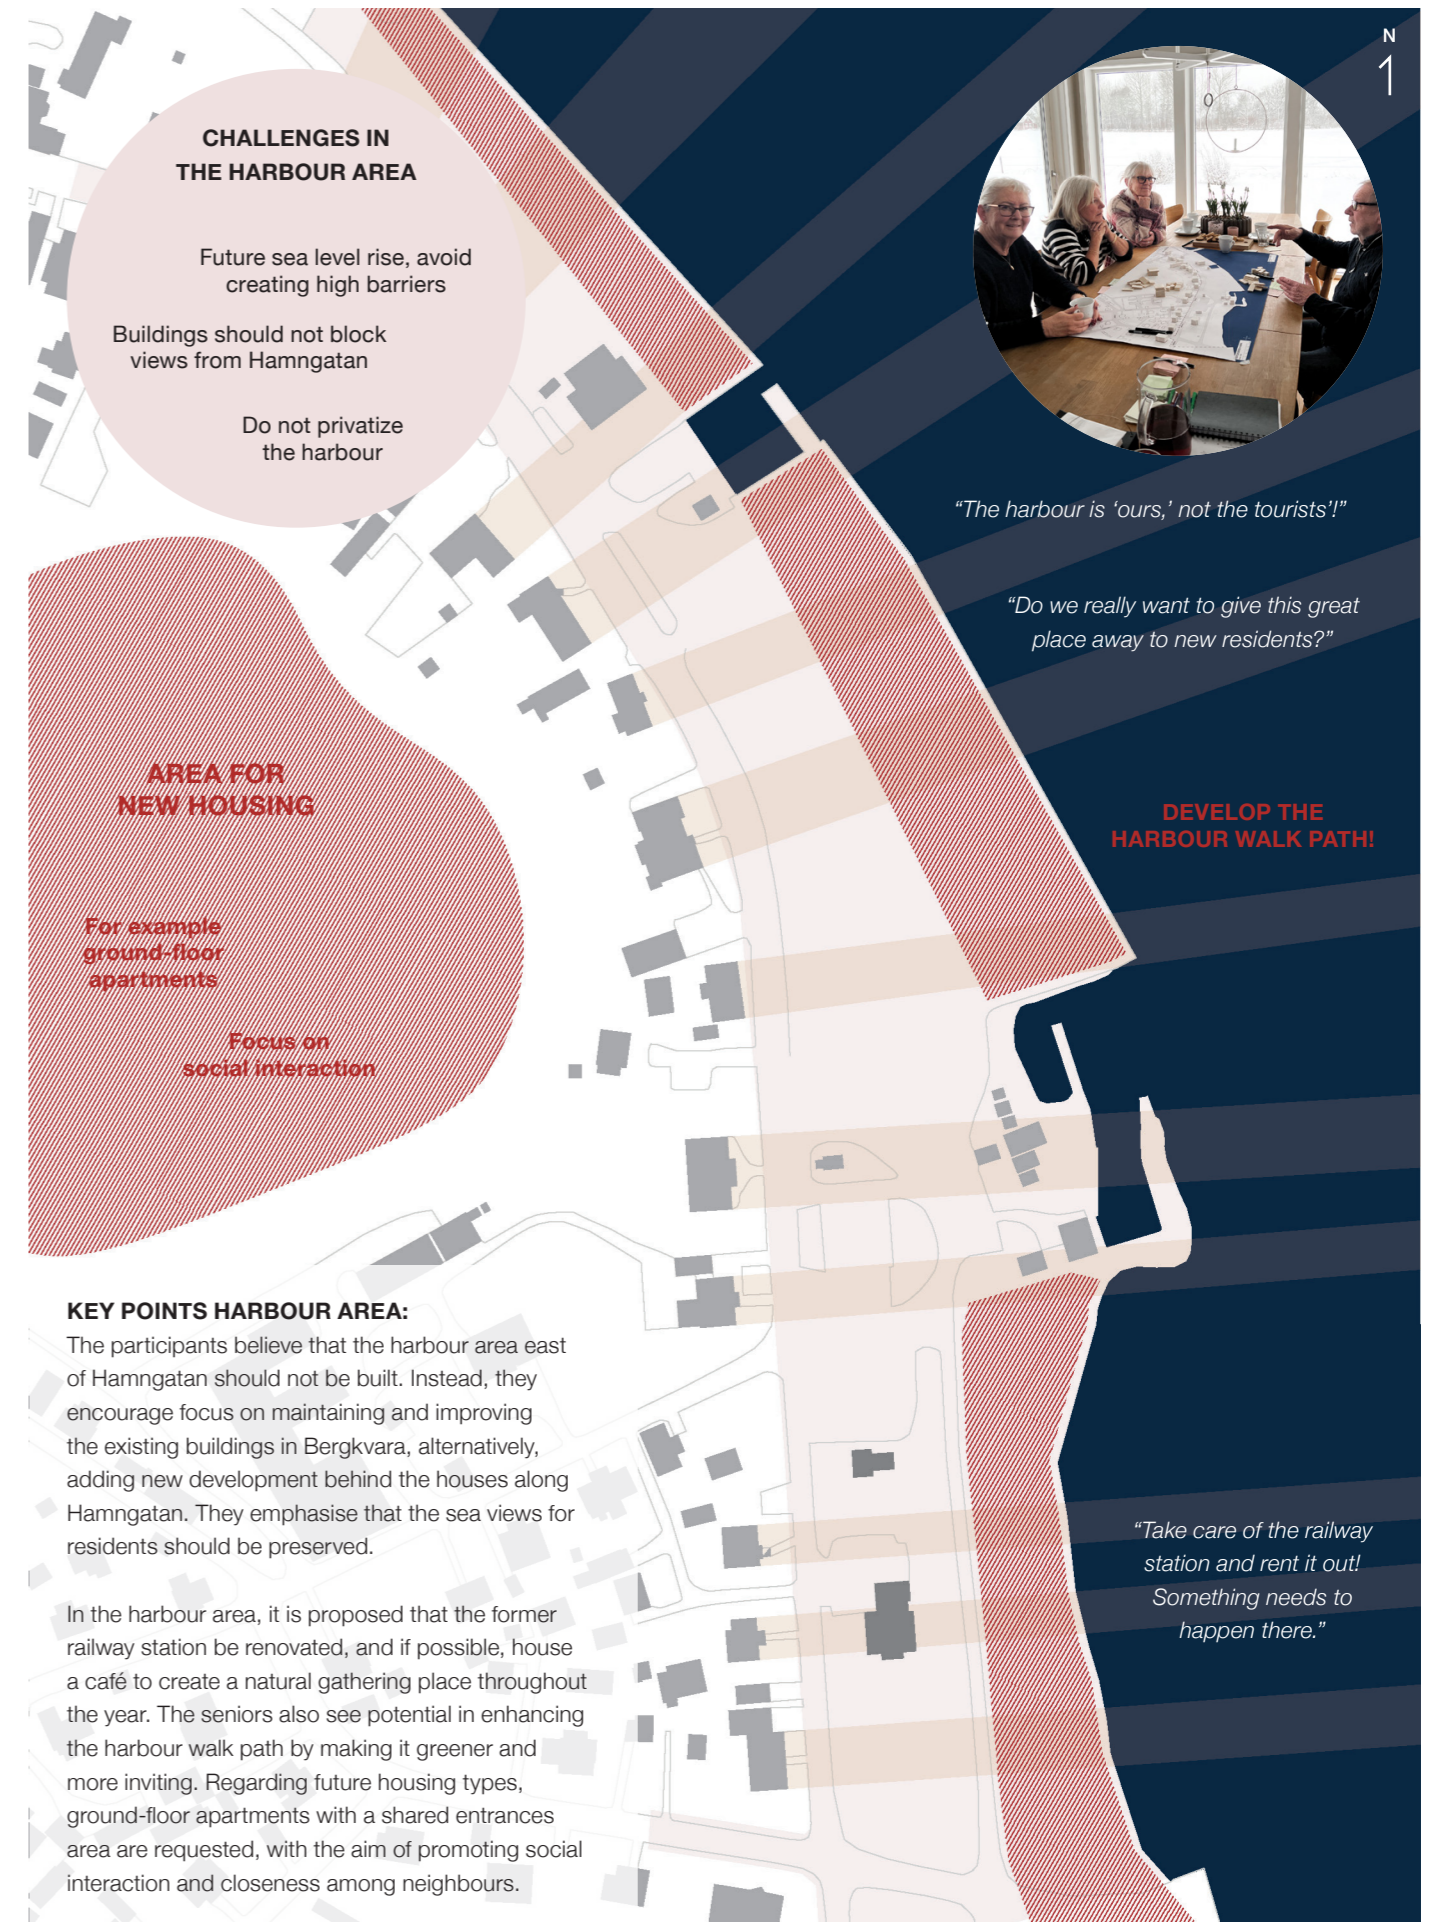 N
CHALLENGES IN
THE HARBOUR AREA
Future sea level rise, avoid
creating high barriers
Buildings should not block
views from Hamngatan
Do not privatize
the harbour
“The harbour is ‘ours,’ not the tourists’!”
“Do we really want to give this great
place away to new residents?”
AREA FOR
NEW HOUSING
For example
ground-floor
apartments
Focus on
social interaction
DEVELOP THE
HARBOUR WALK PATH!
KEY POINTS HARBOUR AREA:
The participants believe that the harbour area east
of Hamngatan should not be built. Instead, they
encourage focus on maintaining and improving
the existing buildings in Bergkvara, alternatively,
adding new development behind the houses along
Hamngatan. They emphasise that the sea views for
residents should be preserved.
In the harbour area, it is proposed that the former
railway station be renovated, and if possible, house
a café to create a natural gathering place throughout
the year. The seniors also see potential in enhancing
the harbour walk path by making it greener and
more inviting. Regarding future housing types,
ground-floor apartments with a shared entrances
area are requested, with the aim of promoting social
interaction and closeness among neighbours.
“Take care of the railway
station and rent it out!
Something needs to
happen there.”